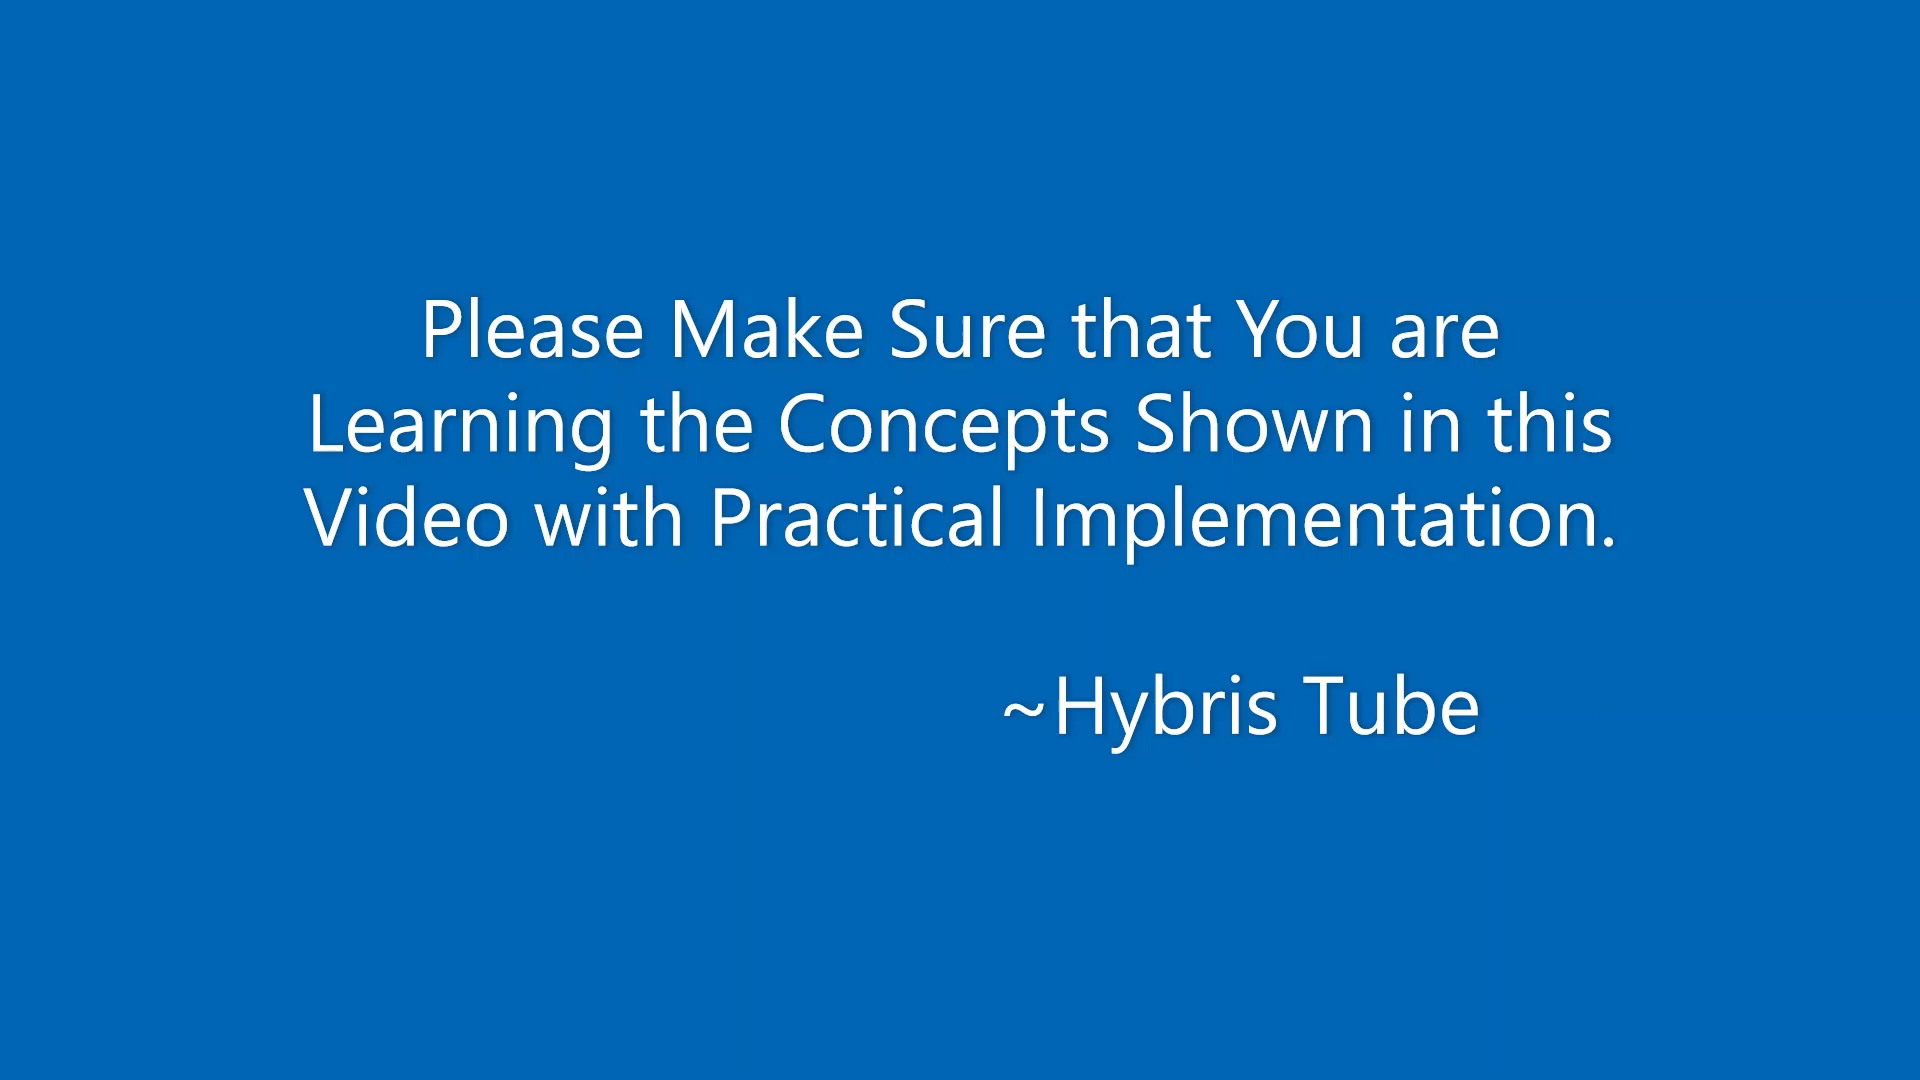 Please Make Sure that You are
Learning the Concepts Shown in this
Video with Practical Implementation.
~Hybris Tube